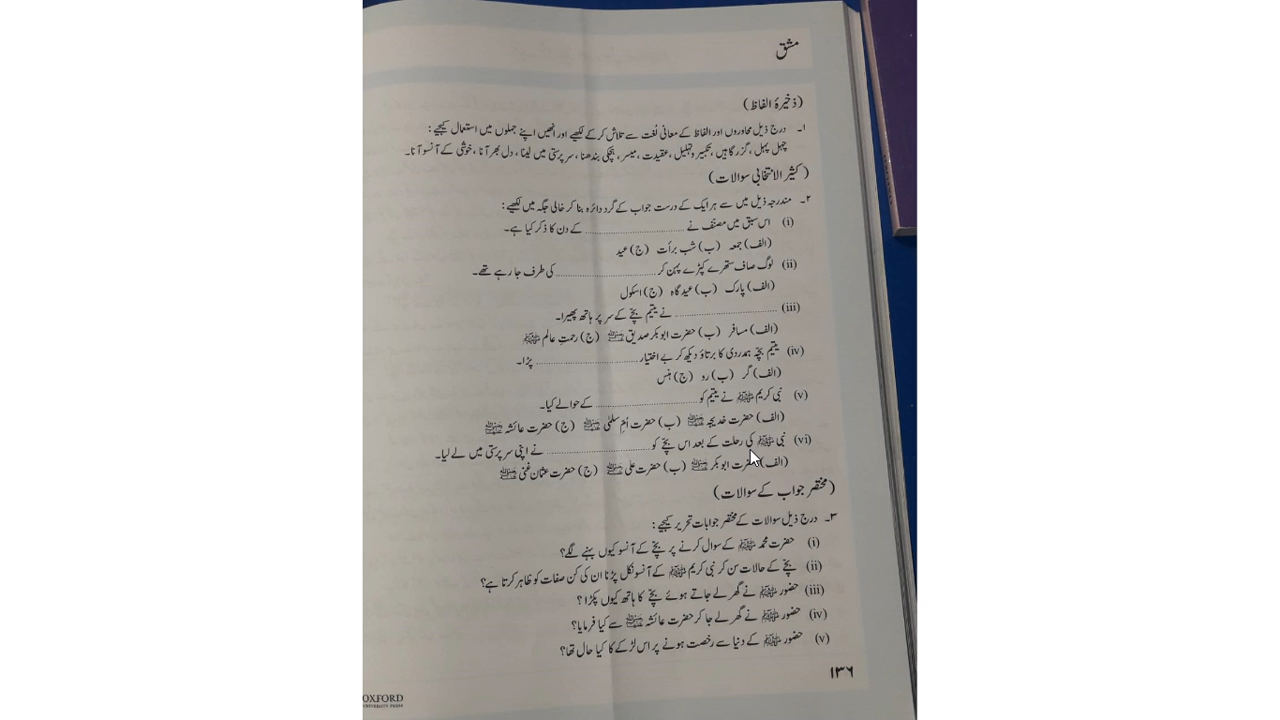 مشق
(ذخیرۂ الفاظ)
۱۔ درج ذیل محاوروں اور الفاظ کے معانی لُغت سے تلاش کرکے لکھیے اور انھیں اپنے جملوں میں استعمال کیجیے:
چہل پہل، گزرگاہیں، تکبیر و تہلیل، عقیدت، میسر، ہچکی بندھنا، سرپرستی میں لینا، دل بھر آنا، خوشی کے آنسو آنا۔
(کثیر الانتخابی سوالات)
۲۔ مندرجہ ذیل میں سے ہر ایک کے درست جواب کے گرد دائرہ بنا کر خالی جگہ میں لکھیے:
(i) اس سبق میں مصنّف نے ........................ کے دن کا ذکر کیا ہے۔
(الف) جمعہ (ب) شب برأت (ج) عید
(ii) لوگ صاف ستھرے کپڑے پہن کر ........................ کی طرف جا رہے تھے۔
(الف) پارک (ب) عیدگاہ (ج) اسکول
(iii) ........................ نے یتیم بچّے کے سر پر ہاتھ پھیرا۔
(الف) مسافر (ب) حضرت ابوبکر صدیق (ج) رحمتِ عالم ﷺ
(iv) یتیم بچّہ ہمدردی کا برتاؤ دیکھ کر بے اختیار ........................ پڑا۔
(الف) گر (ب) رو (ج) ہنس
(v) نبی کریم ﷺ نے یتیم کو ........................ کے حوالے کیا۔
(الف) حضرت خدیجہ (ب) حضرت اُمِّ سلمٰی (ج) حضرت عائشہ
(vi) نبی ﷺ کی رحلت کے بعد اس بچّے کو ........................ نے اپنی سرپرستی میں لے لیا۔
(الف) حضرت ابوبکر (ب) حضرت علی (ج) حضرت عثمان غنی
(مختصر جواب کے سوالات)
۳۔ درج ذیل سوالات کے مختصر جوابات تحریر کیجیے:
(i) حضرت محمد ﷺ کے سوال کرنے پر بچّے کے آنسو کیوں بہنے لگے؟
(ii) بچّے کے حالات سن کر نبی کریم ﷺ کے آنسو نکل پڑنا ان کی کن صفات کو ظاہر کرتا ہے؟
(iii) حضور ﷺ نے گھر لے جاتے ہوئے بچّے کا ہاتھ کیوں پکڑا؟
(iv) حضور ﷺ نے گھر لے جا کر حضرت عائشہ سے کیا فرمایا؟
(v) حضور ﷺ کے دنیا سے رخصت ہونے پر اس لڑکے کا کیا حال تھا؟
۱۳۶
OXFORD
UNIVERSITY PRESS